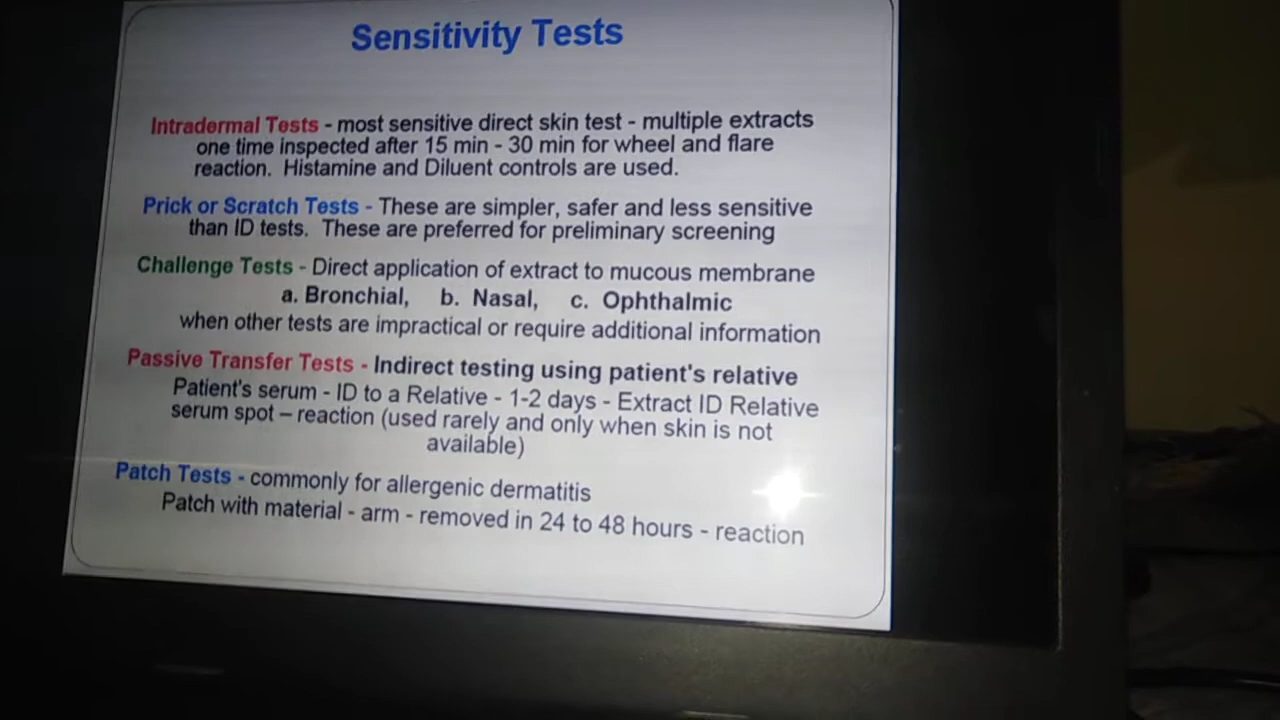 Sensitivity Tests
Intradermal Tests - most sensitive direct skin test - multiple extracts
one time inspected after 15 min - 30 min for wheel and flare
reaction. Histamine and Diluent controls are used.
Prick or Scratch Tests - These are simpler, safer and less sensitive
than ID tests. These are preferred for preliminary screening
Challenge Tests - Direct application of extract to mucous membrane
a. Bronchial, b. Nasal, c. Ophthalmic
when other tests are impractical or require additional information
Passive Transfer Tests - Indirect testing using patient's relative
Patient's serum - ID to a Relative - 1-2 days - Extract ID Relative
serum spot – reaction (used rarely and only when skin is not
available)
Patch Tests - commonly for allergenic dermatitis
Patch with material - arm - removed in 24 to 48 hours - reaction